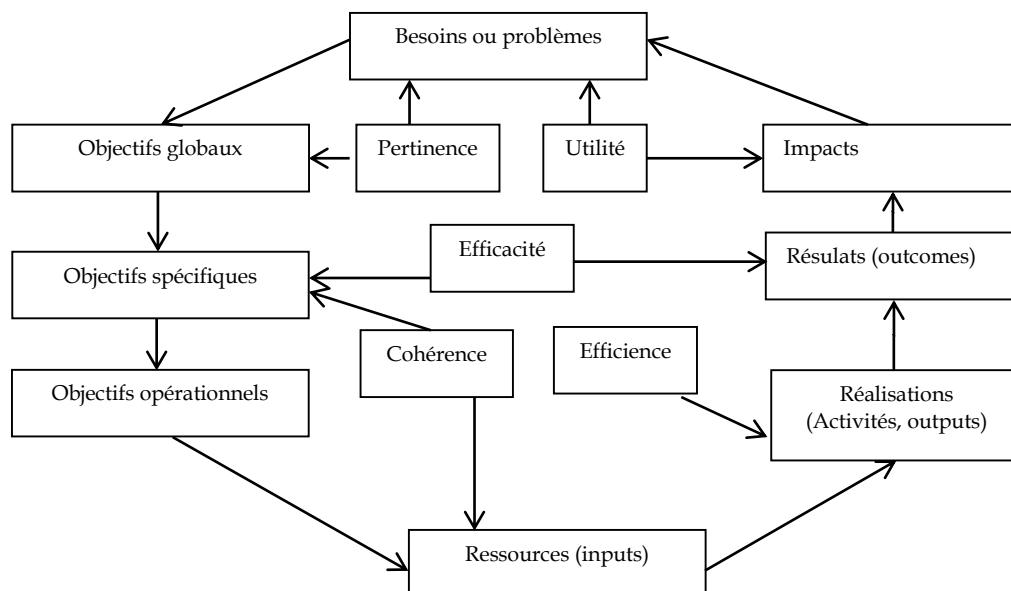 Besoins ou problèmes
Objectifs globaux
Pertinence
Utilité
Impacts
Efficacité
Résulats (outcomes)
Objectifs spécifiques
Cohérence
Efficience
Objectifs opérationnels
Réalisations
(Activités, outputs)
Ressources (inputs)